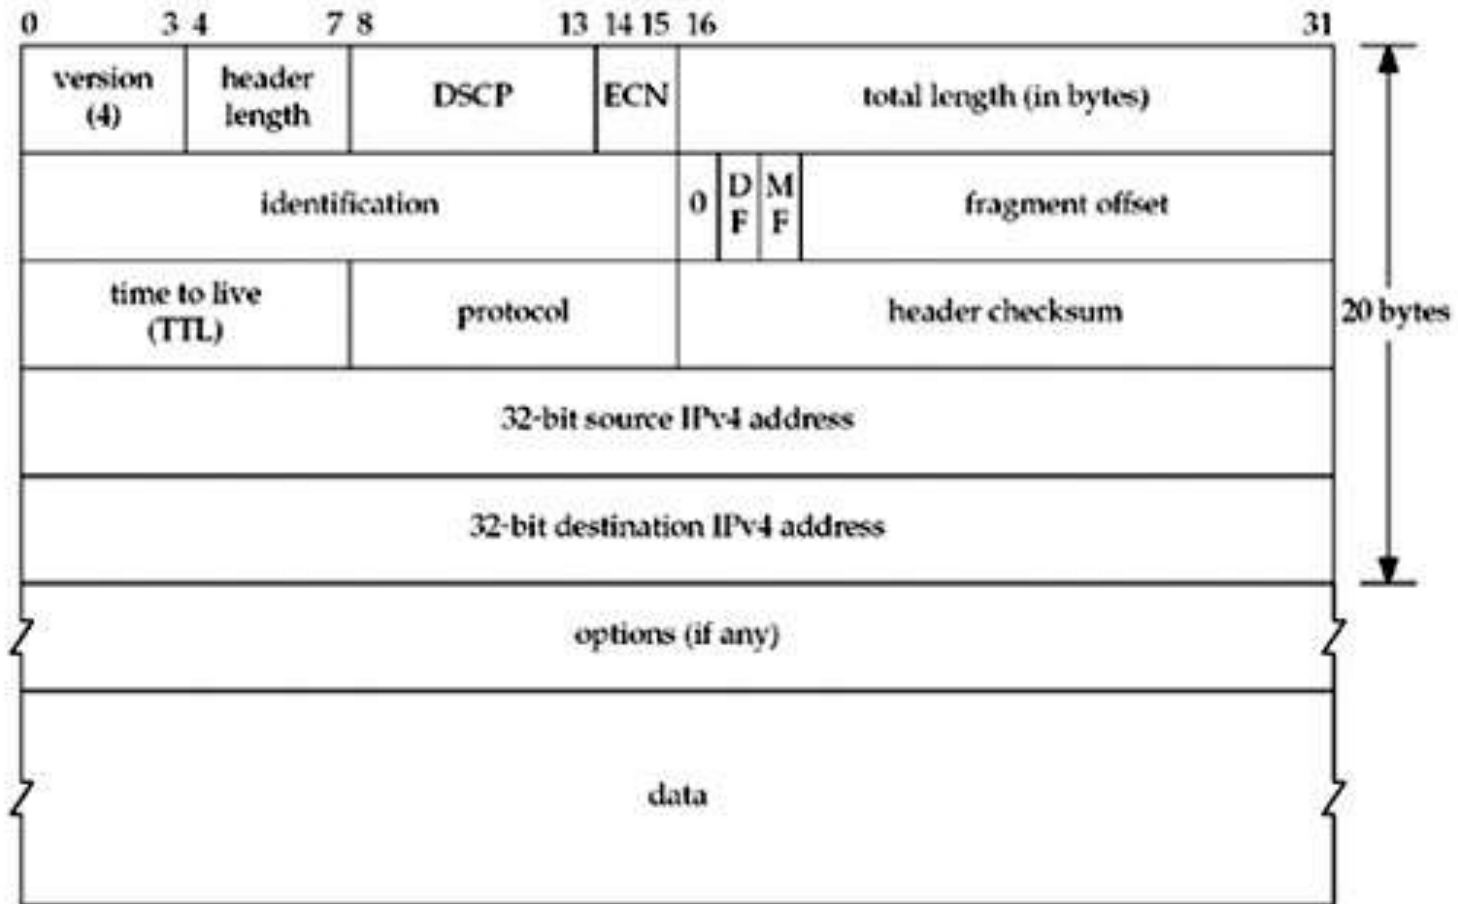 0 3 4 7 8 13 14 15 16 31
version (4)
header length
DSCP
ECN
total length (in bytes)
identification
0
DF
MF
fragment offset
time to live (TTL)
protocol
header checksum
20 bytes
32-bit source IPv4 address
32-bit destination IPv4 address
options (if any)
data